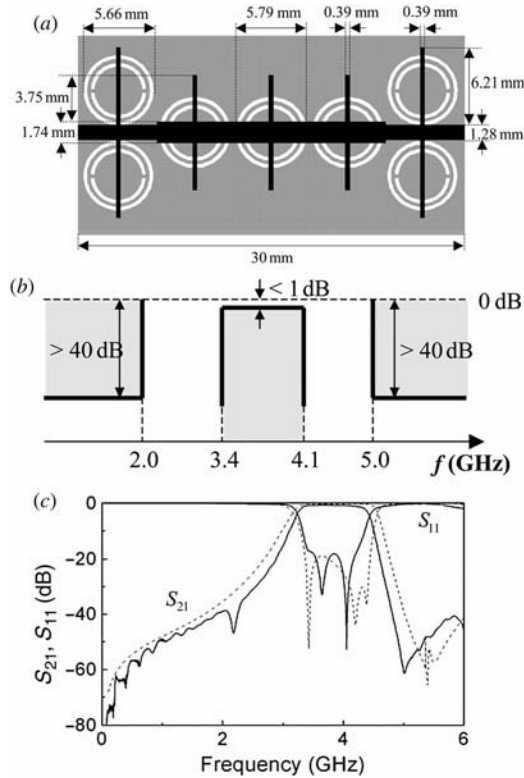 (a)
5.66 mm
5.79 mm
0.39 mm
0.39 mm
3.75 mm
6.21 mm
1.74 mm
1.28 mm
30 mm
(b)
< 1 dB
0 dB
> 40 dB
> 40 dB
2.0
3.4
4.1
5.0
f (GHz)
(c)
0
-20
-40
-60
-80
S21, S11 (dB)
S11
S21
0
2
4
6
Frequency (GHz)